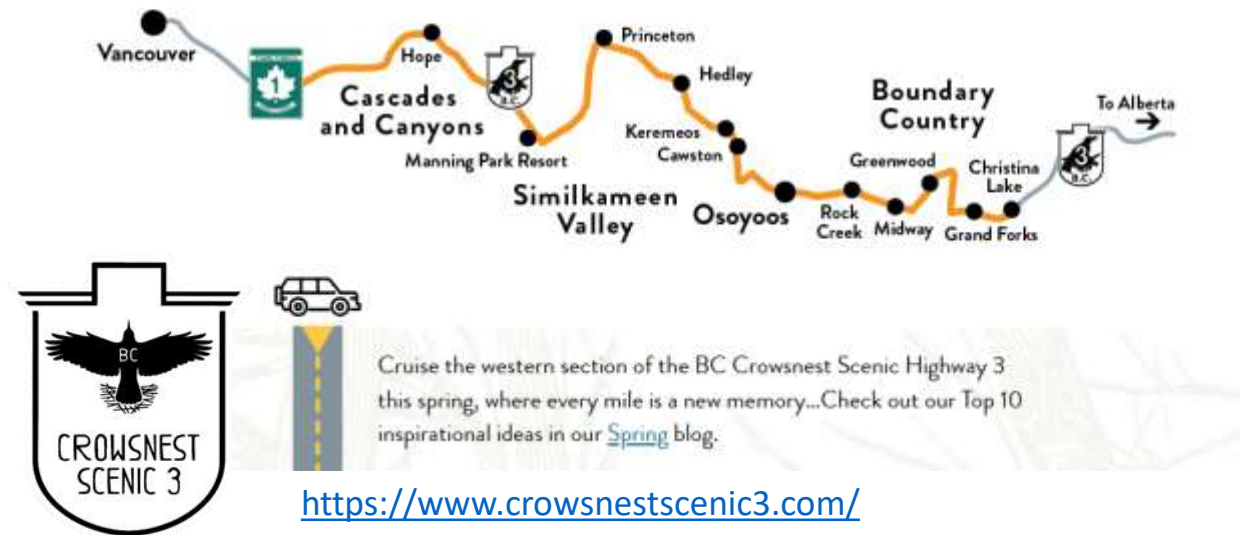 Vancouver
1
Hope
Cascades
and Canyons
3
B.C.
Manning Park Resort
Princeton
Hedley
Keremeos
Cawston
Similkameen
Valley
Osoyoos
Boundary
Country
Rock
Creek
Midway
Greenwood
Grand Forks
Christina
Lake
3
B.C.
To Alberta
BC
CROWSNEST
SCENIC 3
Cruise the western section of the BC Crowsnest Scenic Highway 3
this spring, where every mile is a new memory...Check out our Top 10
inspirational ideas in our Spring blog.
https://www.crowsnestscenic3.com/